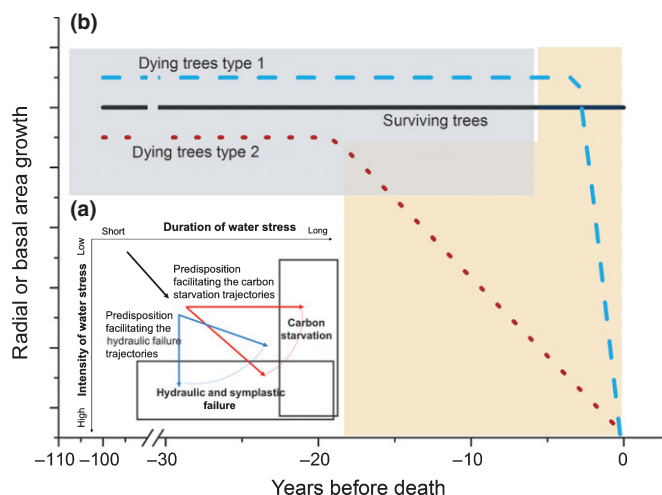 (b)
Dying trees type 1
Surviving trees
Dying trees type 2
(a)
Duration of water stress
Short
Long
Low
Intensity of water stress
High
Predisposition
facilitating the carbon
starvation trajectories
Predisposition
facilitating the
hydraulic failure
trajectories
Carbon
starvation
Hydraulic and symplastic
failure
Radial or basal area growth
–110 –100 –30 –20 –10 0
Years before death